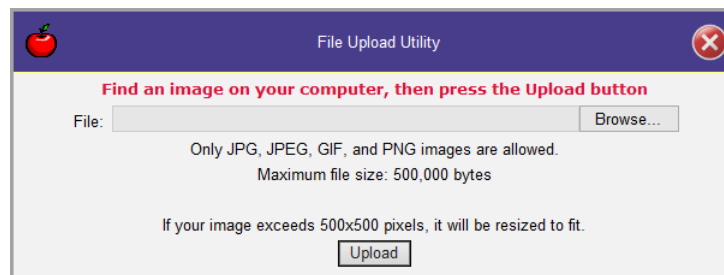 File Upload Utility
Find an image on your computer, then press the Upload button
File: Browse...
Only JPG, JPEG, GIF, and PNG images are allowed.
Maximum file size: 500,000 bytes
If your image exceeds 500x500 pixels, it will be resized to fit.
Upload